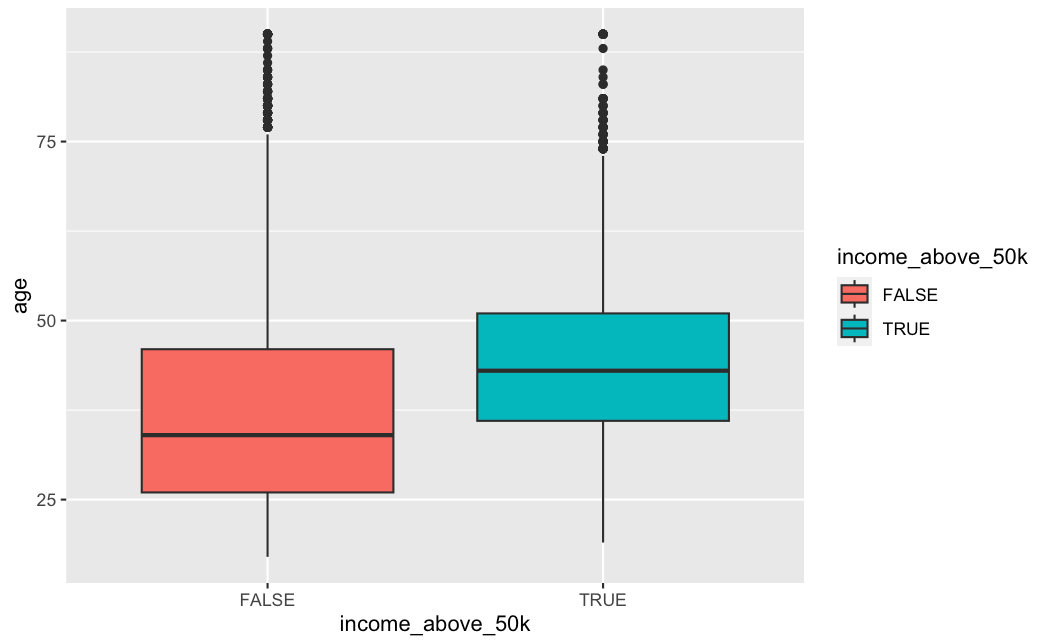 75
50
25
age
FALSE
TRUE
income_above_50k
income_above_50k
FALSE
TRUE